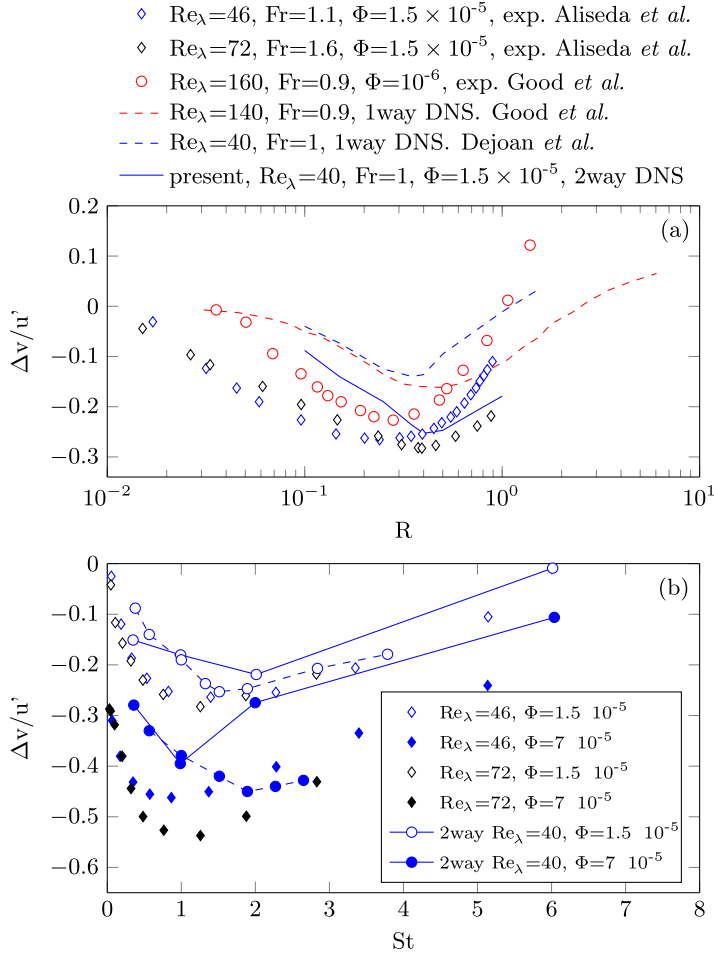 Reλ=46, Fr=1.1, Φ=1.5 × 10⁻⁵, exp. Aliseda et al.
Reλ=72, Fr=1.6, Φ=1.5 × 10⁻⁵, exp. Aliseda et al.
Reλ=160, Fr=0.9, Φ=10⁻⁶, exp. Good et al.
Reλ=140, Fr=0.9, 1way DNS. Good et al.
Reλ=40, Fr=1, 1way DNS. Dejoan et al.
present, Reλ=40, Fr=1, Φ=1.5 × 10⁻⁵, 2way DNS
(a)
0.2
0.1
0
−0.1
−0.2
−0.3
Δv/u'
10⁻² 10⁻¹ 10⁰ 10¹
R
(b)
0
−0.1
−0.2
−0.3
−0.4
−0.5
−0.6
Δv/u'
Reλ=46, Φ=1.5 10⁻⁵
Reλ=46, Φ=7 10⁻⁵
Reλ=72, Φ=1.5 10⁻⁵
Reλ=72, Φ=7 10⁻⁵
2way Reλ=40, Φ=1.5 10⁻⁵
2way Reλ=40, Φ=7 10⁻⁵
0 1 2 3 4 5 6 7 8
St